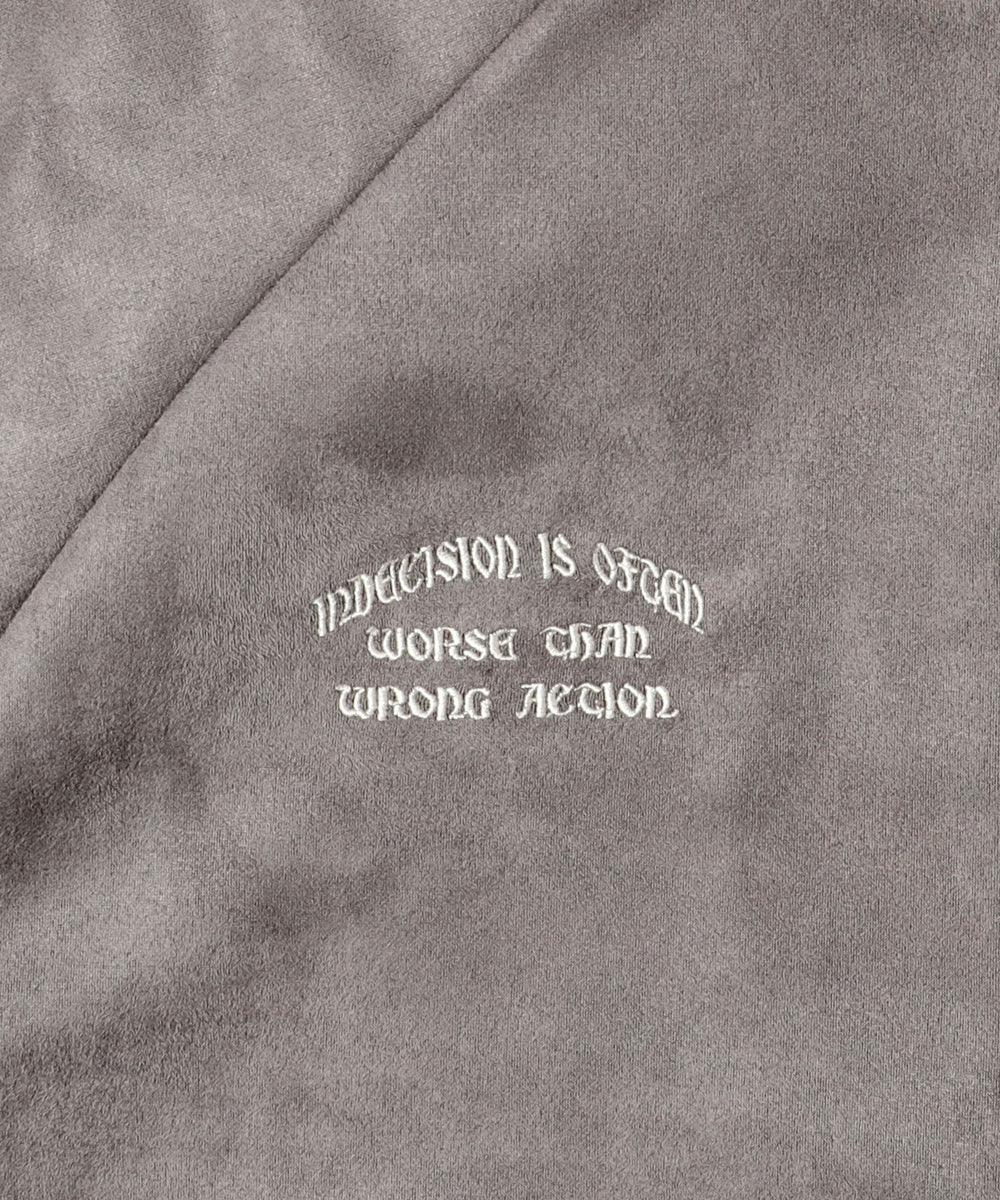 INDECISION IS OFTEN
WORSE THAN
WRONG ACTION.